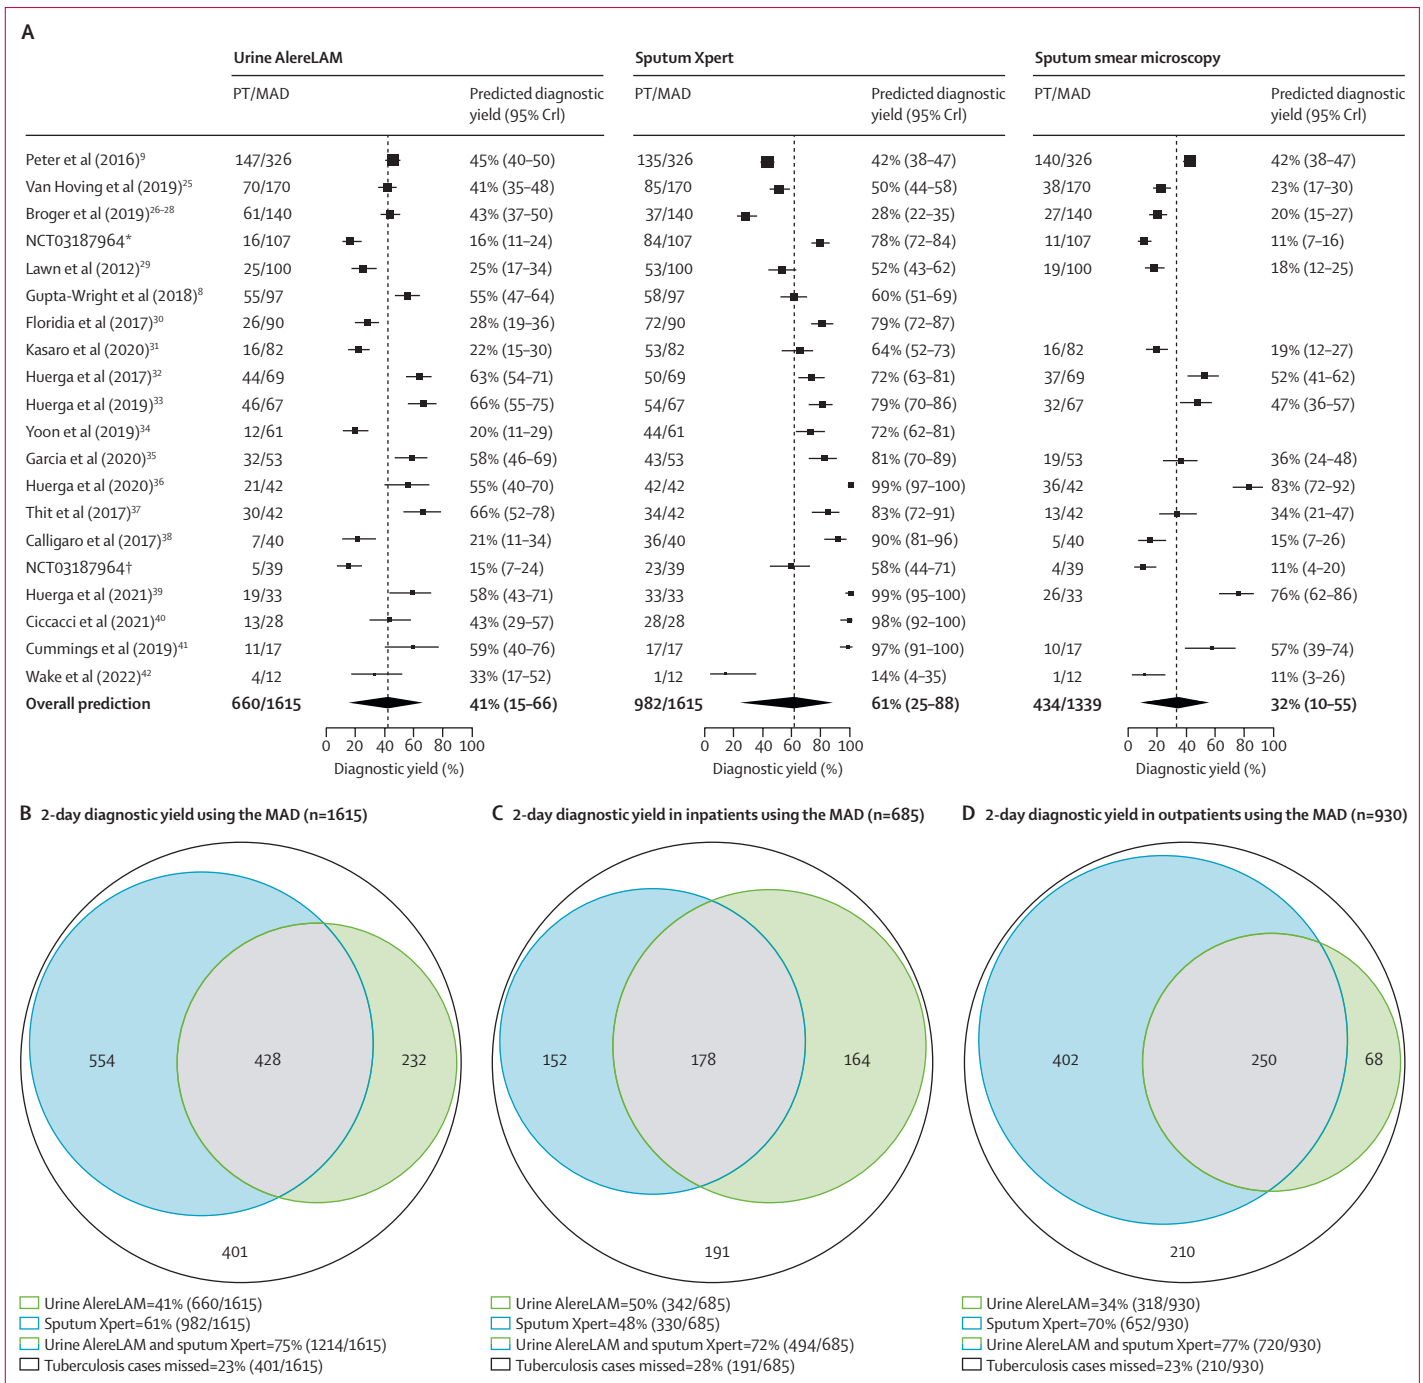 A
Urine AlereLAM Sputum Xpert Sputum smear microscopy
PT/MAD Predicted diagnostic yield (95% CrI) PT/MAD Predicted diagnostic yield (95% CrI) PT/MAD Predicted diagnostic yield (95% CrI)
Peter et al (2016)9 147/326 45% (40–50) 135/326 42% (38–47) 140/326 42% (38–47)
Van Hoving et al (2019)25 70/170 41% (35–48) 85/170 50% (44–58) 38/170 23% (17–30)
Broger et al (2019)26–28 61/140 43% (37–50) 37/140 28% (22–35) 27/140 20% (15–27)
NCT03187964* 16/107 16% (11–24) 84/107 78% (72–84) 11/107 11% (7–16)
Lawn et al (2012)29 25/100 25% (17–34) 53/100 52% (43–62) 19/100 18% (12–25)
Gupta-Wright et al (2018)8 55/97 55% (47–64) 58/97 60% (51–69)
Floridia et al (2017)30 26/90 28% (19–36) 72/90 79% (72–87)
Kasaro et al (2020)31 16/82 22% (15–30) 53/82 64% (52–73) 16/82 19% (12–27)
Huerga et al (2017)32 44/69 63% (54–71) 50/69 72% (63–81) 37/69 52% (41–62)
Huerga et al (2019)33 46/67 66% (55–75) 54/67 79% (70–86) 32/67 47% (36–57)
Yoon et al (2019)34 12/61 20% (11–29) 44/61 72% (62–81)
Garcia et al (2020)35 32/53 58% (46–69) 43/53 81% (70–89) 19/53 36% (24–48)
Huerga et al (2020)36 21/42 55% (40–70) 42/42 99% (97–100) 36/42 83% (72–92)
Thit et al (2017)37 30/42 66% (52–78) 34/42 83% (72–91) 13/42 34% (21–47)
Calligaro et al (2017)38 7/40 21% (11–34) 36/40 90% (81–96) 5/40 15% (7–26)
NCT03187964† 5/39 15% (7–24) 23/39 58% (44–71) 4/39 11% (4–20)
Huerga et al (2021)39 19/33 58% (43–71) 33/33 99% (95–100) 26/33 76% (62–86)
Ciccacci et al (2021)40 13/28 43% (29–57) 28/28 98% (92–100)
Cummings et al (2019)41 11/17 59% (40–76) 17/17 97% (91–100) 10/17 57% (39–74)
Wake et al (2022)42 4/12 33% (17–52) 1/12 14% (4–35) 1/12 11% (3–26)
Overall prediction 660/1615 41% (15–66) 982/1615 61% (25–88) 434/1339 32% (10–55)
0 20 40 60 80 100 0 20 40 60 80 100 0 20 40 60 80 100
Diagnostic yield (%) Diagnostic yield (%) Diagnostic yield (%)
B 2-day diagnostic yield using the MAD (n=1615)
554 428 232
401
Urine AlereLAM=41% (660/1615)
Sputum Xpert=61% (982/1615)
Urine AlereLAM and sputum Xpert=75% (1214/1615)
Tuberculosis cases missed=23% (401/1615)
C 2-day diagnostic yield in inpatients using the MAD (n=685)
152 178 164
191
Urine AlereLAM=50% (342/685)
Sputum Xpert=48% (330/685)
Urine AlereLAM and sputum Xpert=72% (494/685)
Tuberculosis cases missed=28% (191/685)
D 2-day diagnostic yield in outpatients using the MAD (n=930)
402 250 68
210
Urine AlereLAM=34% (318/930)
Sputum Xpert=70% (652/930)
Urine AlereLAM and sputum Xpert=77% (720/930)
Tuberculosis cases missed=23% (210/930)